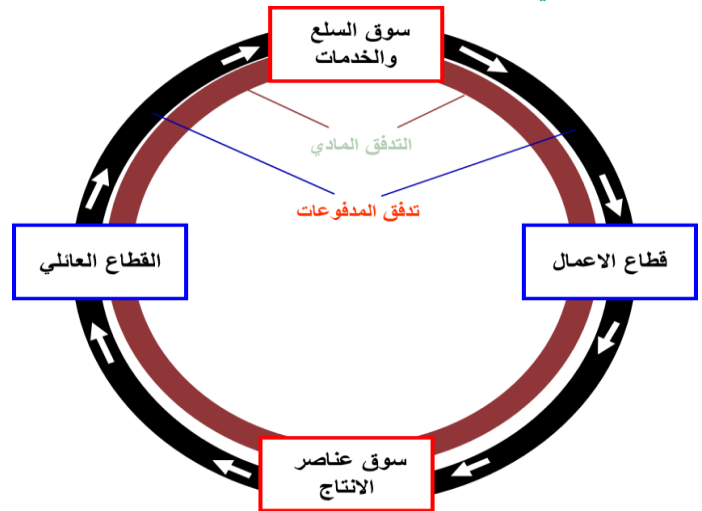 سوق السلع
والخدمات
التدفق المادي
تدفق المدفوعات
قطاع الاعمال
القطاع العائلي
سوق عناصر
الانتاج